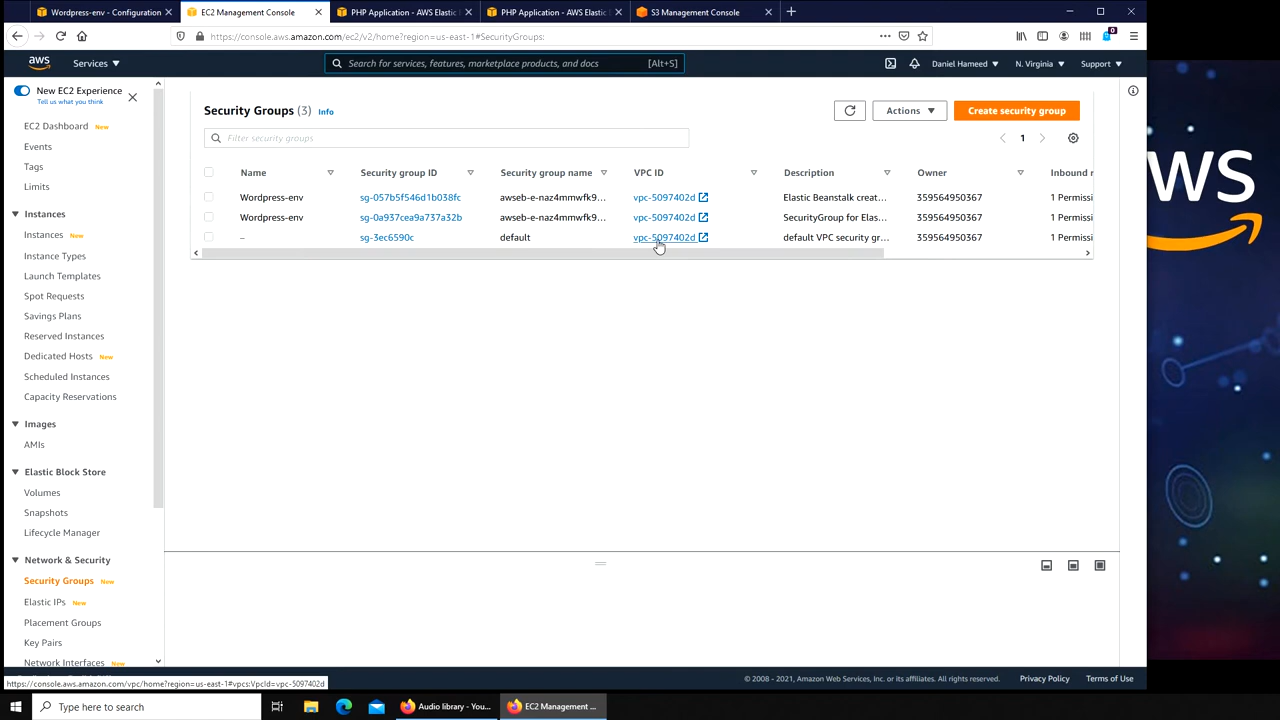 Wordpress-env - Configuration
EC2 Management Console
PHP Application - AWS Elastic B
PHP Application - AWS Elastic B
S3 Management Console
https://console.aws.amazon.com/ec2/v2/home?region=us-east-1#SecurityGroups:
aws
Services
Search for services, features, marketplace products, and docs
[Alt+S]
Daniel Hameed
N. Virginia
Support
New EC2 Experience
Tell us what you think
EC2 Dashboard New
Events
Tags
Limits
Instances
Instances New
Instance Types
Launch Templates
Spot Requests
Savings Plans
Reserved Instances
Dedicated Hosts New
Scheduled Instances
Capacity Reservations
Images
AMIs
Elastic Block Store
Volumes
Snapshots
Lifecycle Manager
Network & Security
Security Groups New
Elastic IPs New
Placement Groups
Key Pairs
Network Interfaces New
Security Groups (3) Info
Actions
Create security group
Filter security groups
1
Name Security group ID Security group name VPC ID Description Owner Inbound r
Wordpress-env sg-057b5f546d1b038fc awseb-e-naz4mmwfk9... vpc-5097402d Elastic Beanstalk creat... 359564950367 1 Permissi
Wordpress-env sg-0a937cea9a737a32b awseb-e-naz4mmwfk9... vpc-5097402d SecurityGroup for Elas... 359564950367 1 Permissi
– sg-3ec6590c default vpc-5097402d default VPC security gr... 359564950367 1 Permissi
https://console.aws.amazon.com/vpc/home?region=us-east-1#vpcs:VpcId=vpc-5097402d
© 2008 - 2021, Amazon Web Services, Inc. or its affiliates. All rights reserved.
Privacy Policy
Terms of Use
Type here to search
Audio library - You...
EC2 Management ...
WS